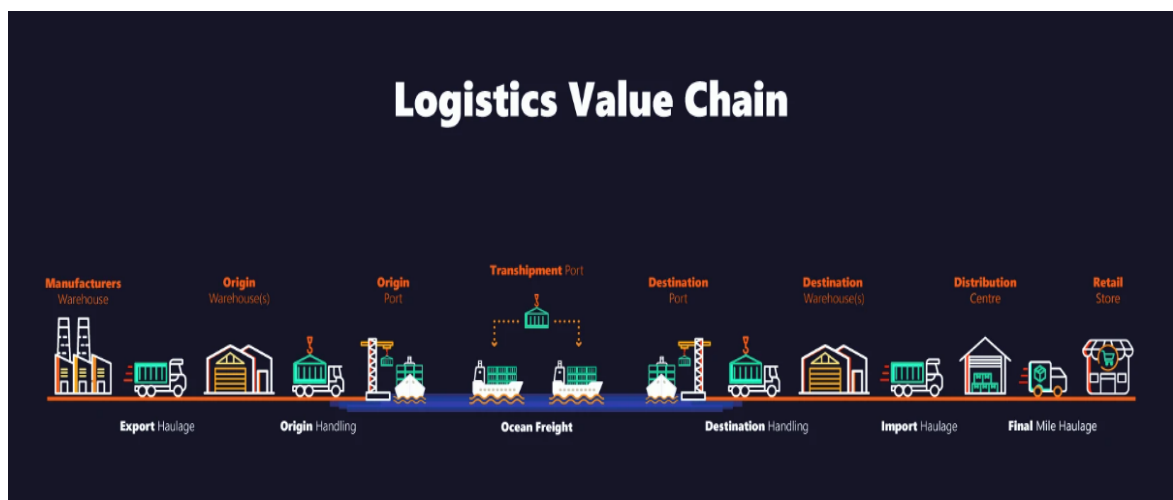 Logistics Value Chain
Manufacturers
Warehouse
Origin
Warehouse(s)
Origin
Port
Transhipment Port
Destination
Port
Destination
Warehouse(s)
Distribution
Centre
Retail
Store
Export Haulage
Origin Handling
Ocean Freight
Destination Handling
Import Haulage
Final Mile Haulage